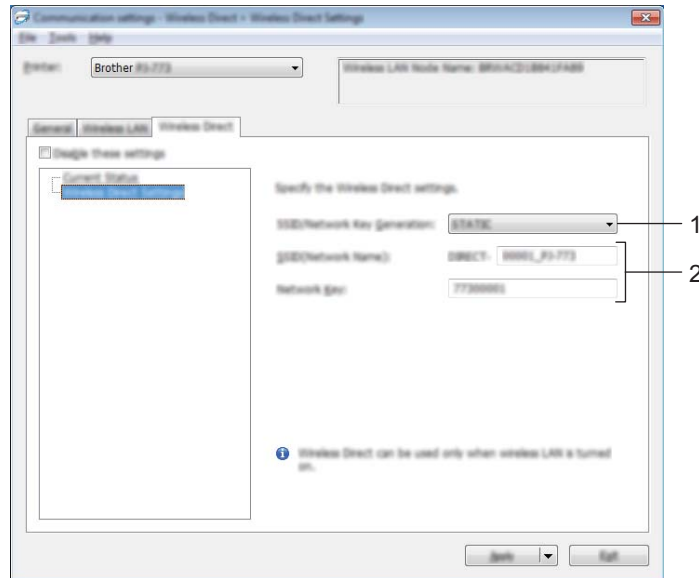 Communication settings - Wireless Direct > Wireless Direct Settings
File Tools Help
Printer: Brother PJ-773
Wireless LAN Node Name:
General Wireless LAN Wireless Direct
Disable these settings
Current Status
Wireless Direct Settings
Specify the Wireless Direct settings.
SSID/Network Key Generation: STATIC
1
SSID(Network Name): DIRECT- 00001_PJ-773
2
Network Key: 77300001
Wireless Direct can be used only when wireless LAN is turned
on.
Apply Exit